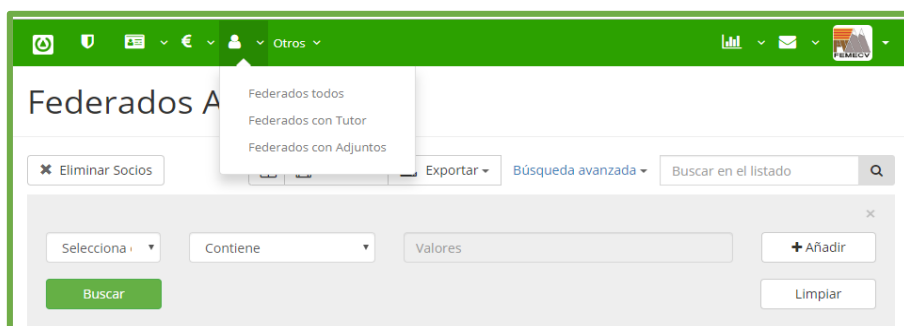 € Otros FEMECV
Federados A
Federados todos
Federados con Tutor
Federados con Adjuntos
✖ Eliminar Socios Exportar Búsqueda avanzada Buscar en el listado
×
Selecciona Contiene Valores + Añadir
Buscar Limpiar